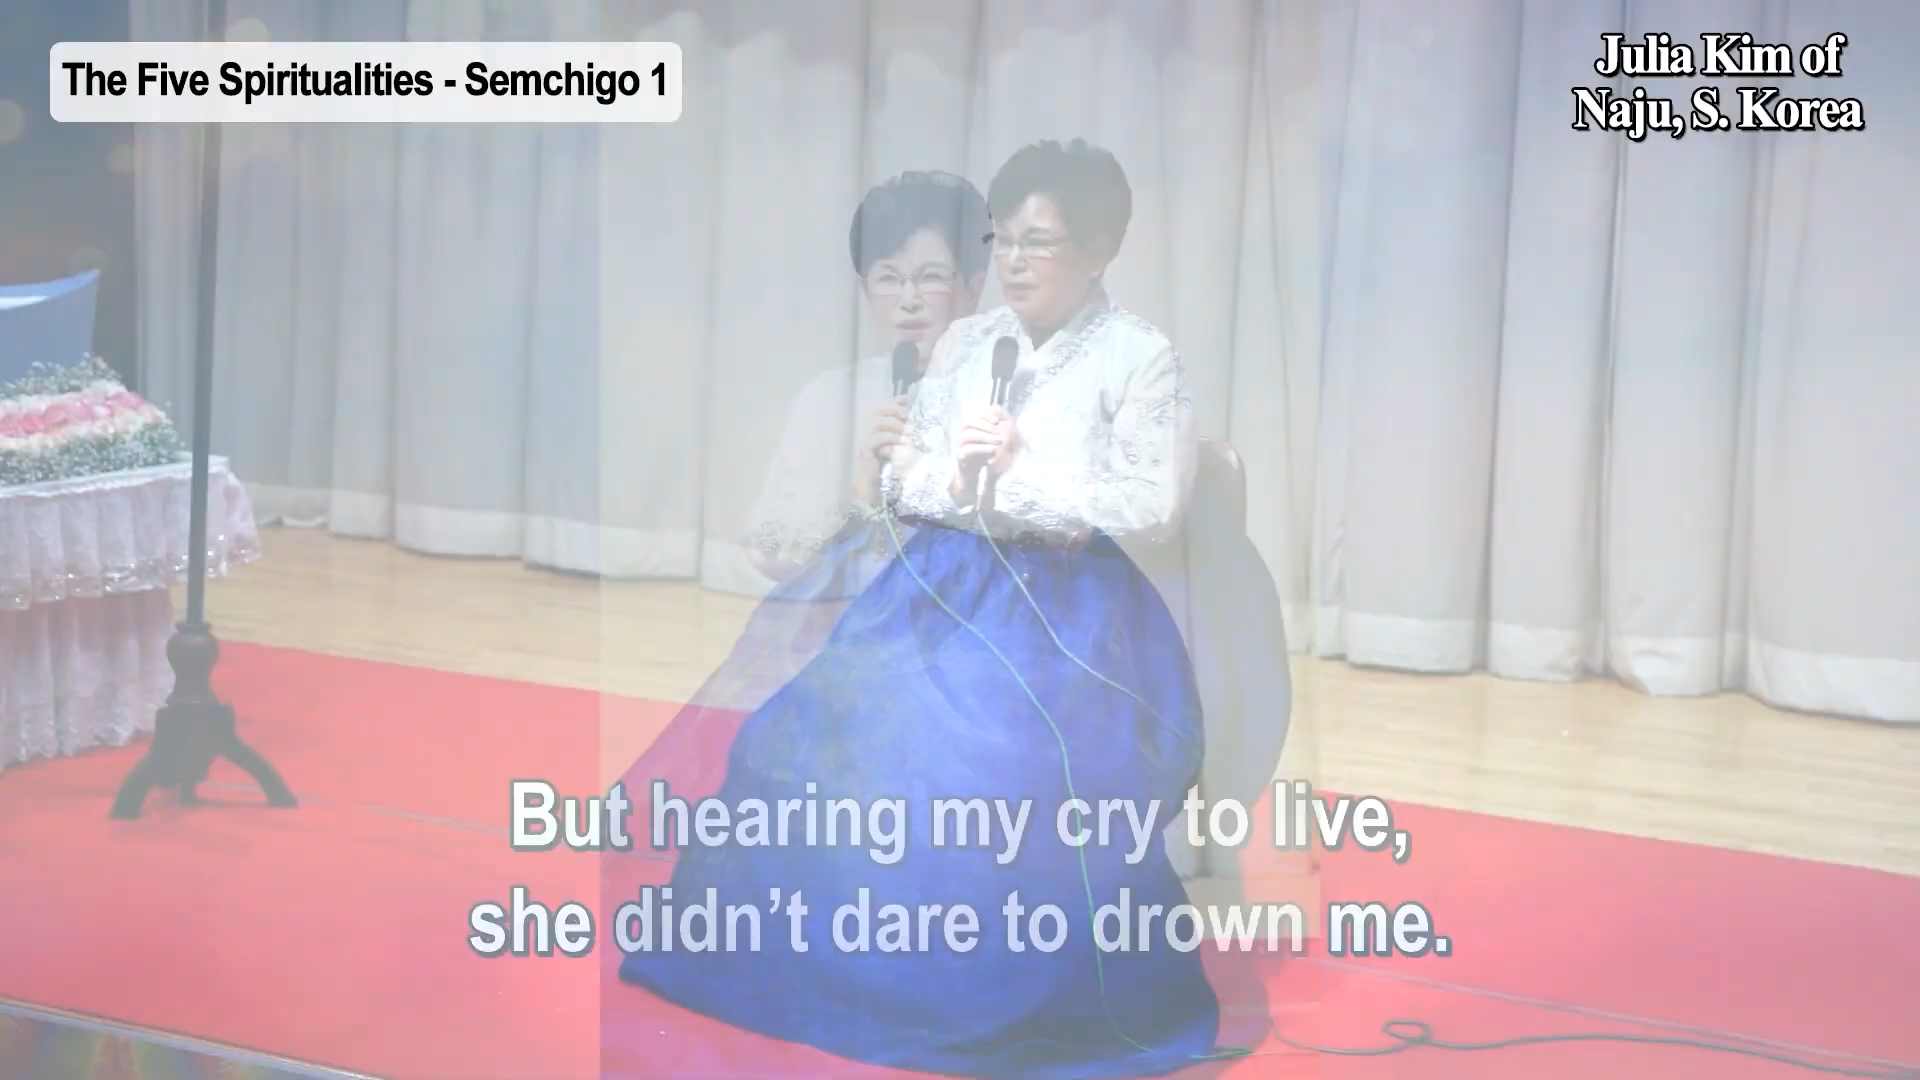 The Five Spiritualities - Semchigo 1
Julia Kim of
Naju, S. Korea
But hearing my cry to live,
she didn’t dare to drown me.